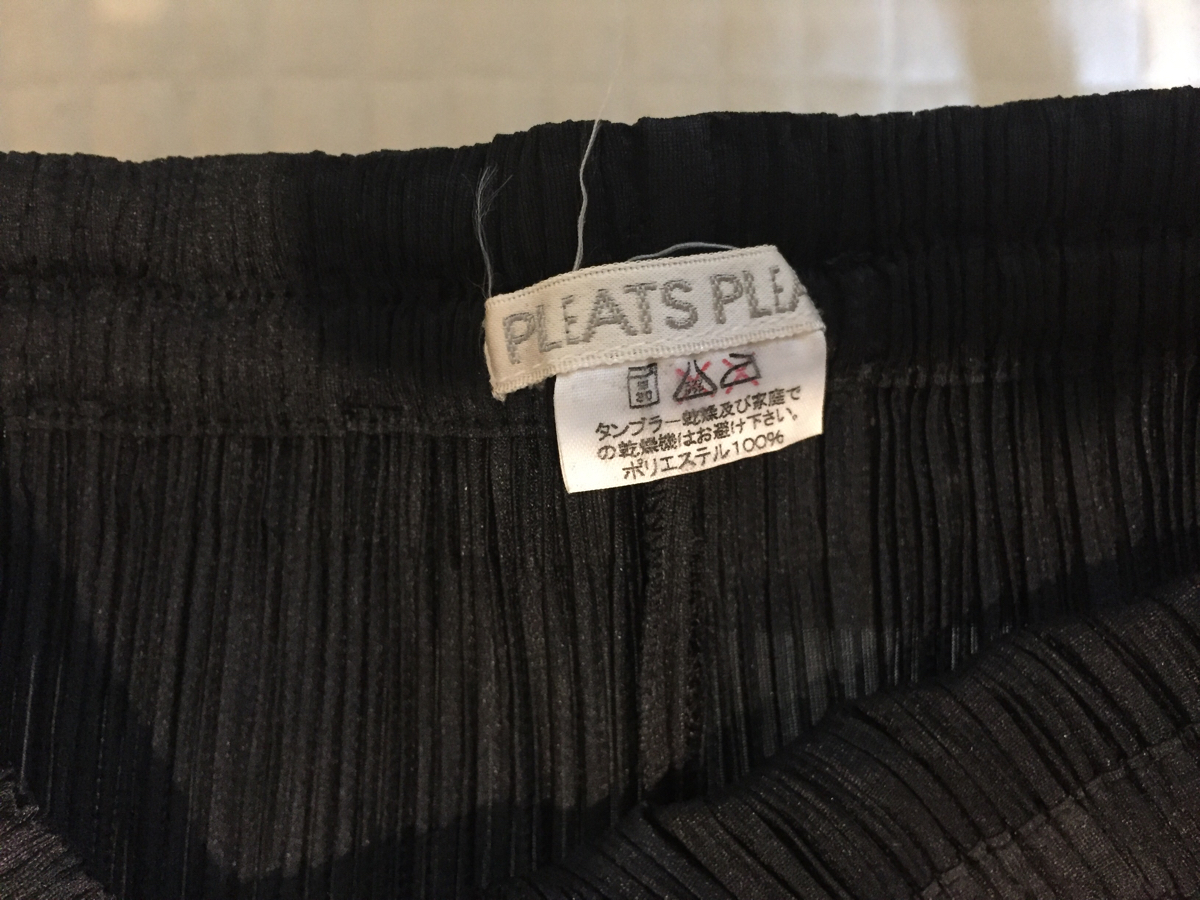 PLEATS PLEA
30
タンブラー乾燥及び家庭で
の乾燥機はお避け下さい。
ポリエステル100%